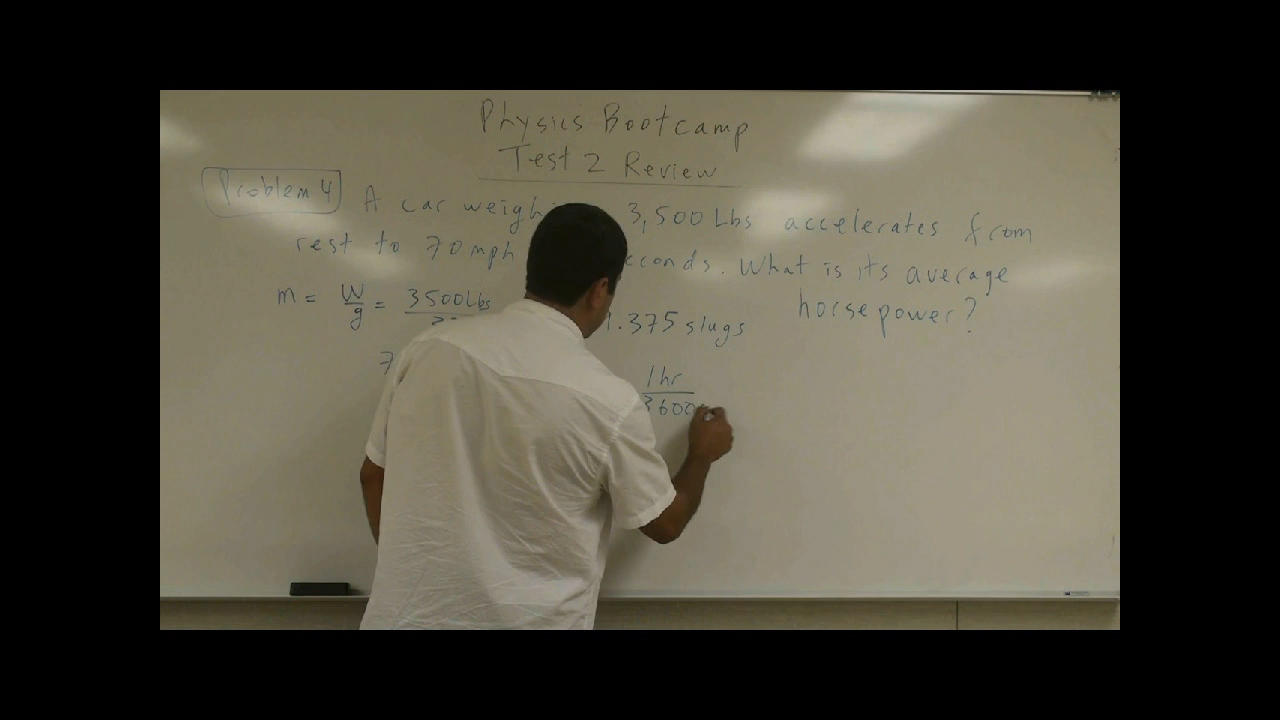 Physics Bootcamp
Test 2 Review
Problem 4 A car weigh 3,500 Lbs accelerates from
rest to 70mph econds. What is its average
horsepower?
m = W/g = 3500Lbs .375 slugs
7 1hr
3600